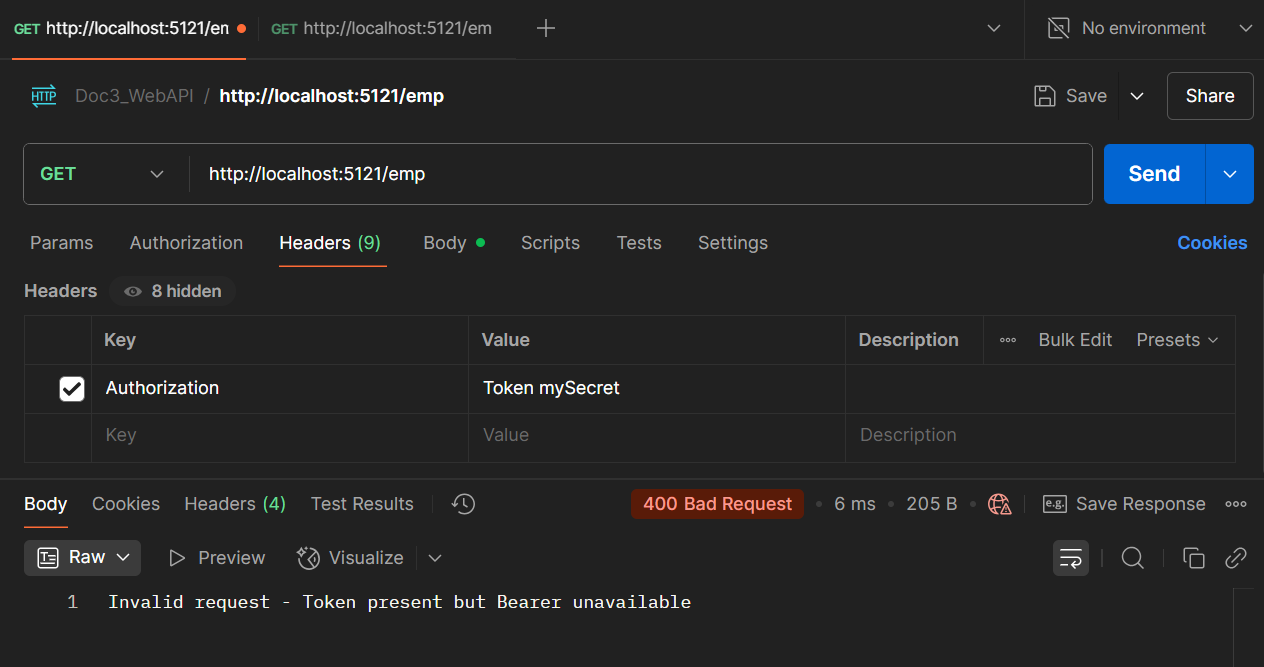 GET http://localhost:5121/en GET http://localhost:5121/em No environment
HTTP Doc3_WebAPI / http://localhost:5121/emp Save Share
GET http://localhost:5121/emp Send
Params Authorization Headers (9) Body Scripts Tests Settings Cookies
Headers 8 hidden
Key Value Description Bulk Edit Presets
Authorization Token mySecret
Key Value Description
Body Cookies Headers (4) Test Results 400 Bad Request • 6 ms • 205 B • e.g. Save Response
Raw Preview Visualize
1 Invalid request - Token present but Bearer unavailable